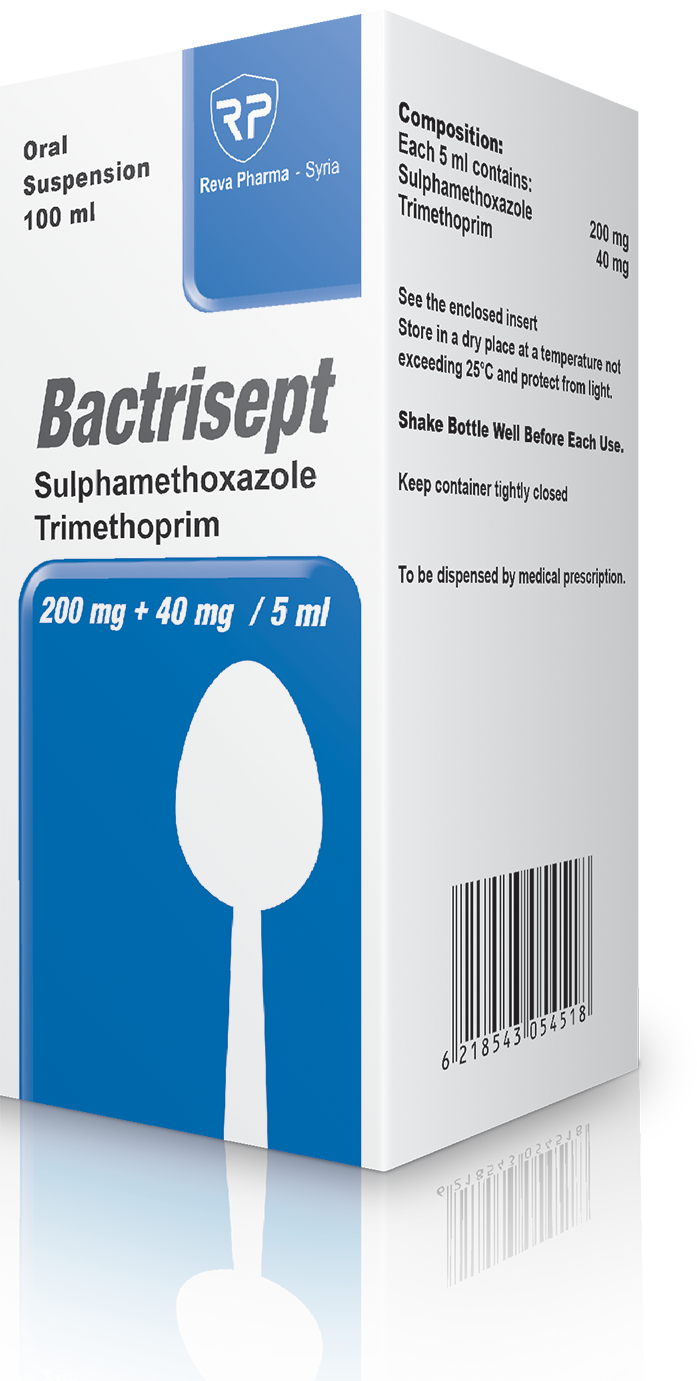 Oral
Suspension
100 ml
RP
Reva Pharma - Syria
Bactrisept
Sulphamethoxazole
Trimethoprim
200 mg + 40 mg / 5 ml
Composition:
Each 5 ml contains:
Sulphamethoxazole 200 mg
Trimethoprim 40 mg
See the enclosed insert
Store in a dry place at a temperature not
exceeding 25°C and protect from light.
Shake Bottle Well Before Each Use.
Keep container tightly closed
To be dispensed by medical prescription.
6 218543 054518